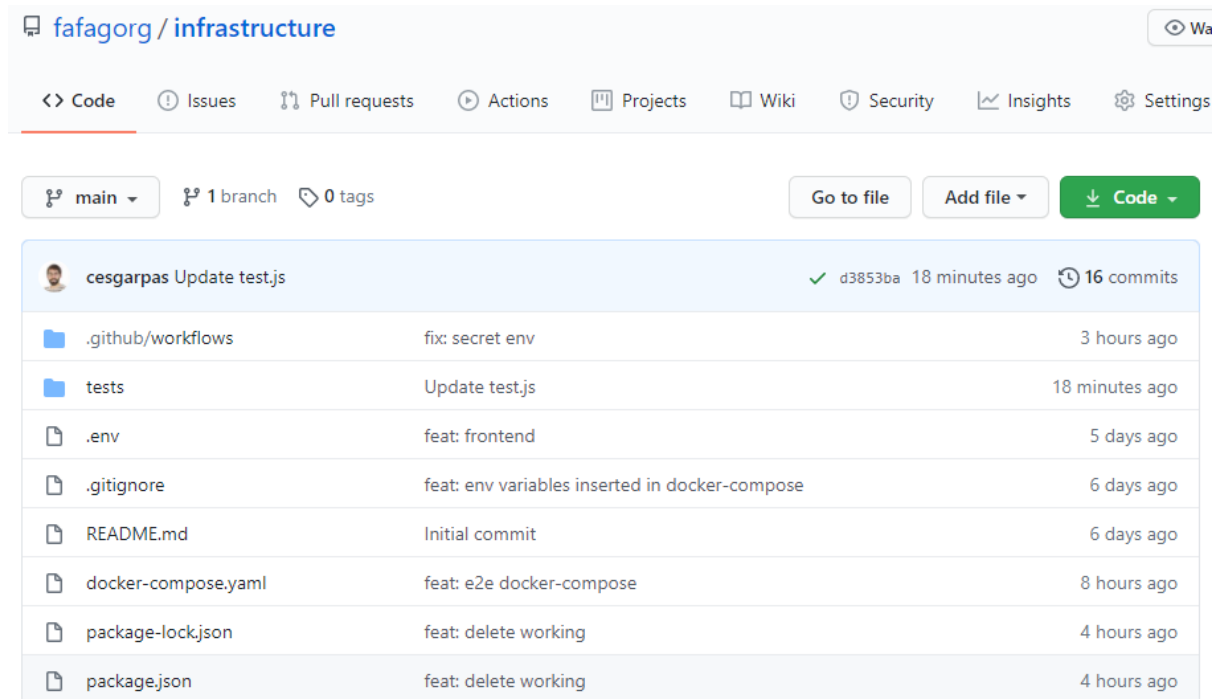 fafagorg / infrastructure
Code Issues Pull requests Actions Projects Wiki Security Insights Settings
main 1 branch 0 tags Go to file Add file Code
cesgarpas Update test.js d3853ba 18 minutes ago 16 commits
.github/workflows fix: secret env 3 hours ago
tests Update test.js 18 minutes ago
.env feat: frontend 5 days ago
.gitignore feat: env variables inserted in docker-compose 6 days ago
README.md Initial commit 6 days ago
docker-compose.yaml feat: e2e docker-compose 8 hours ago
package-lock.json feat: delete working 4 hours ago
package.json feat: delete working 4 hours ago